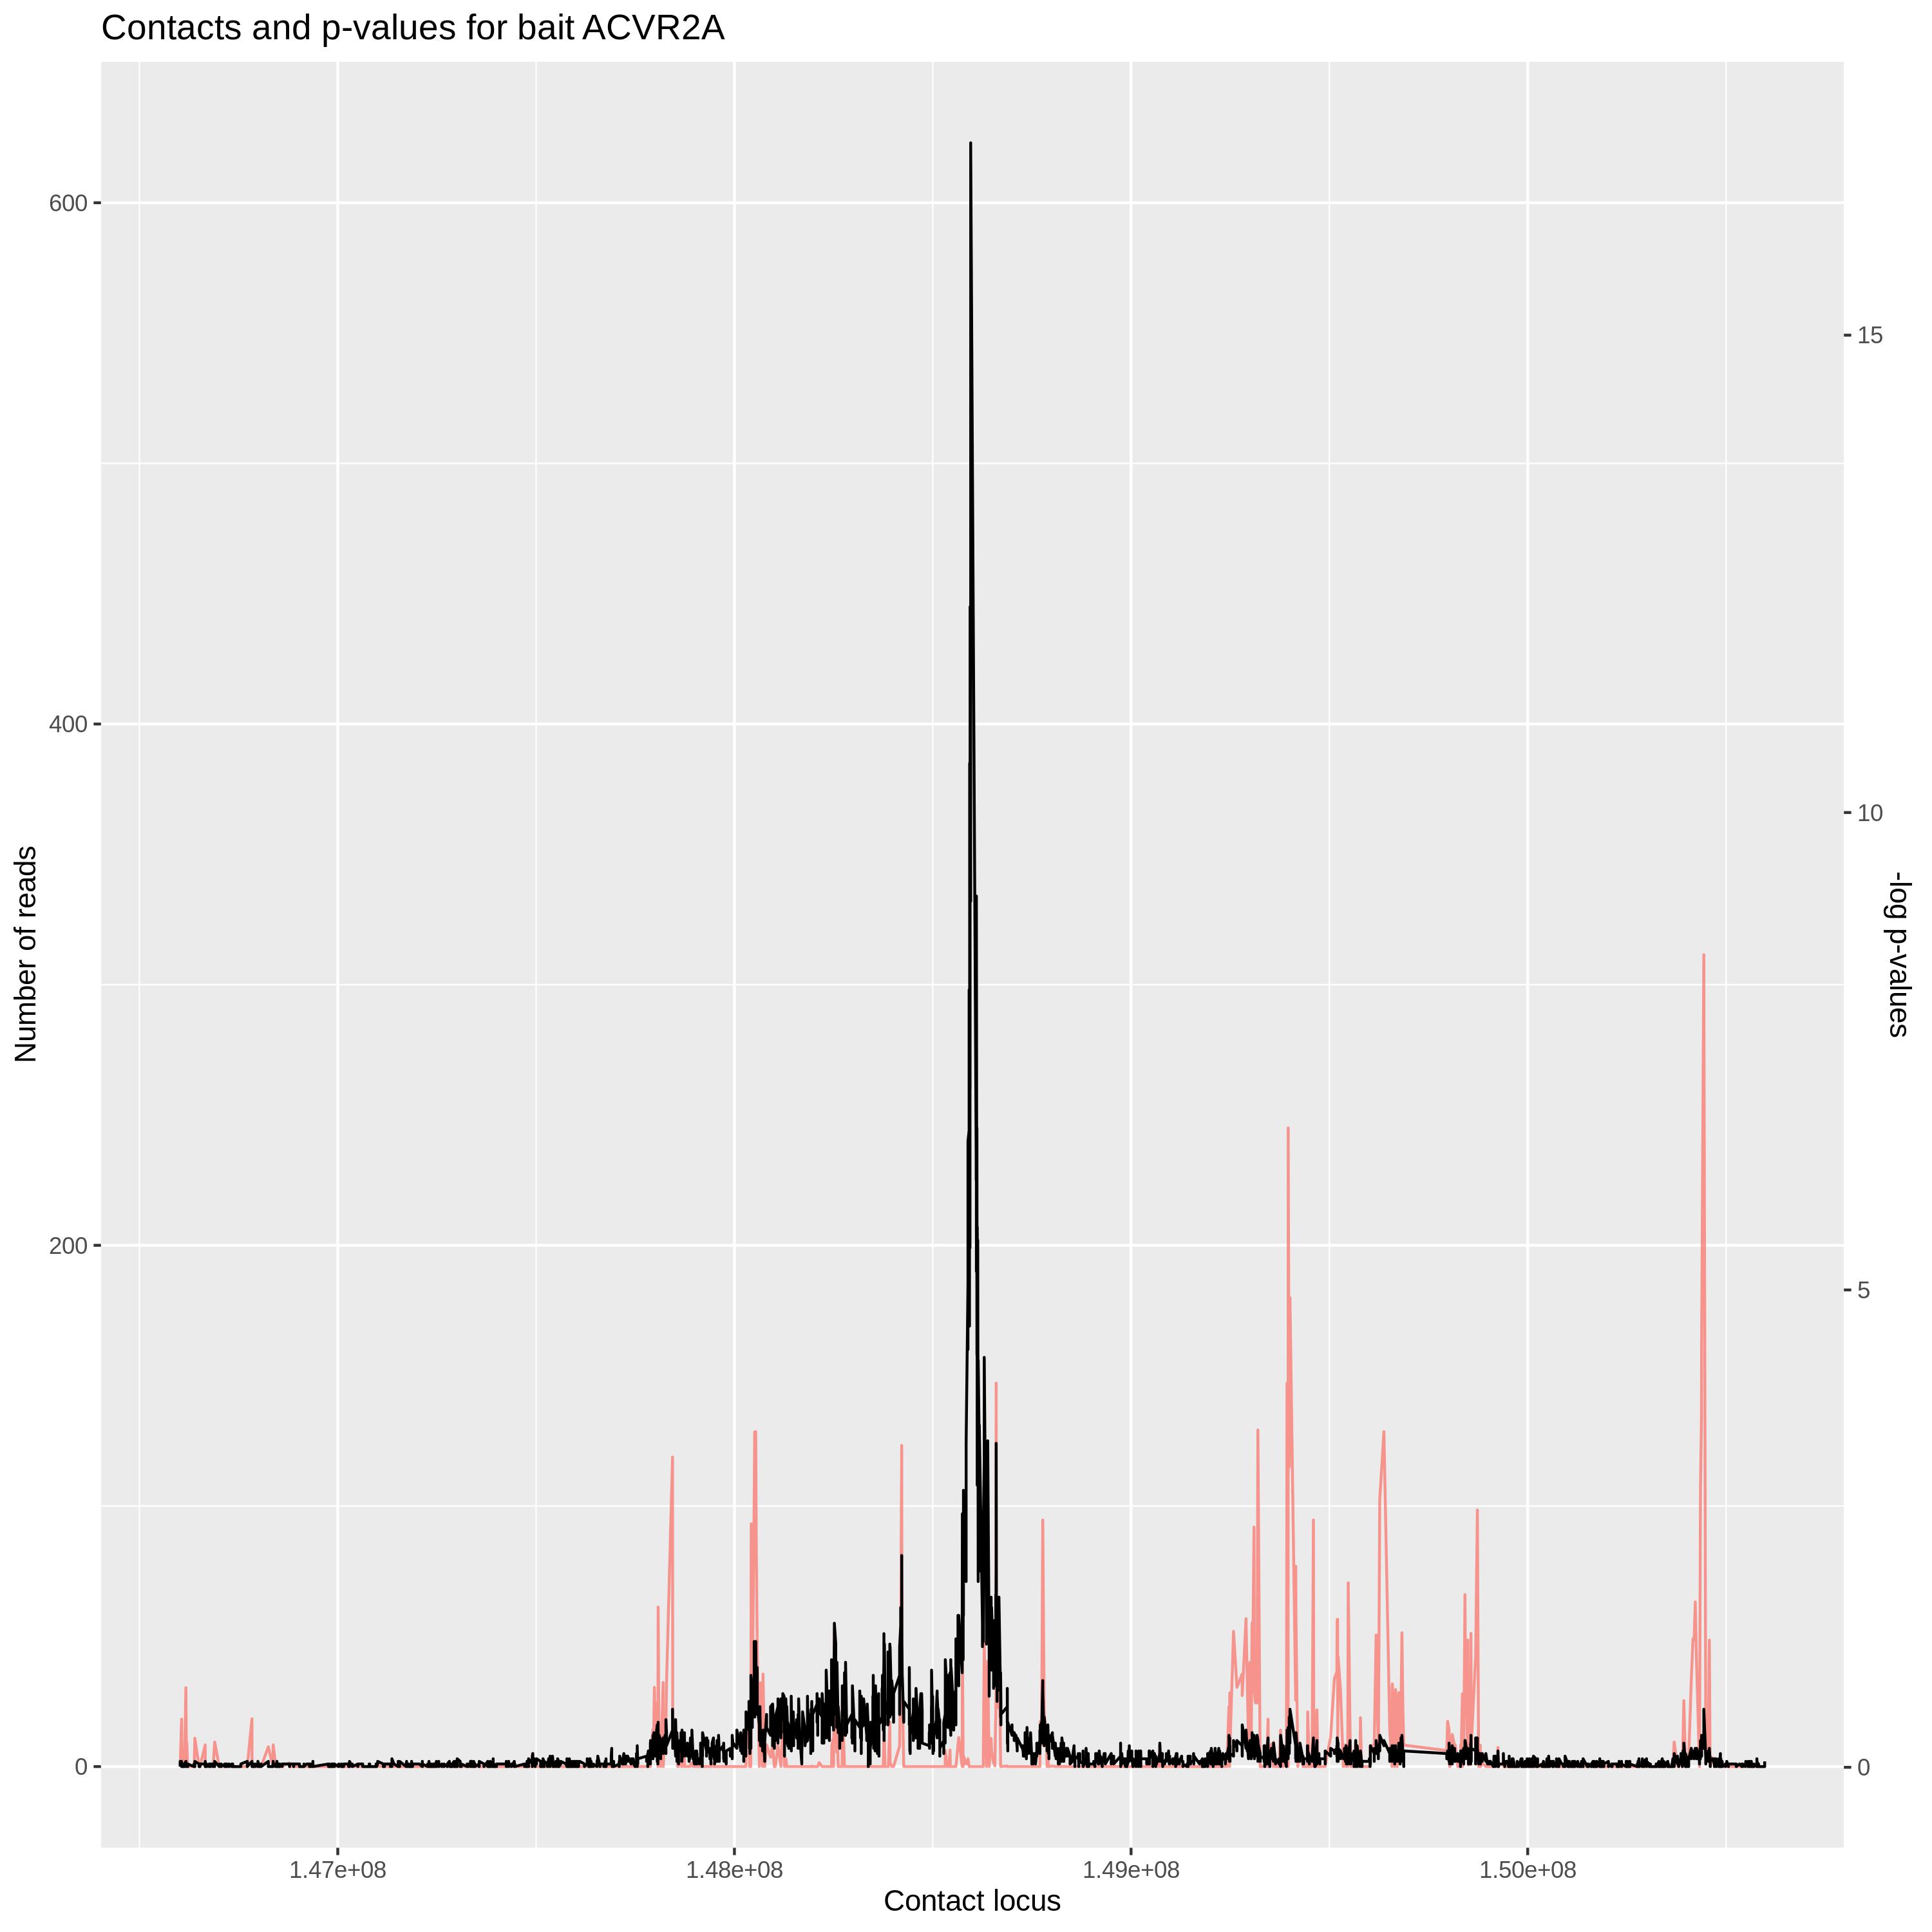 Contacts and p-values for bait ACVR2A
600
400
200
0
Number of reads
15
10
5
0
-log p-values
1.47e+08
1.48e+08
1.49e+08
1.50e+08
Contact locus